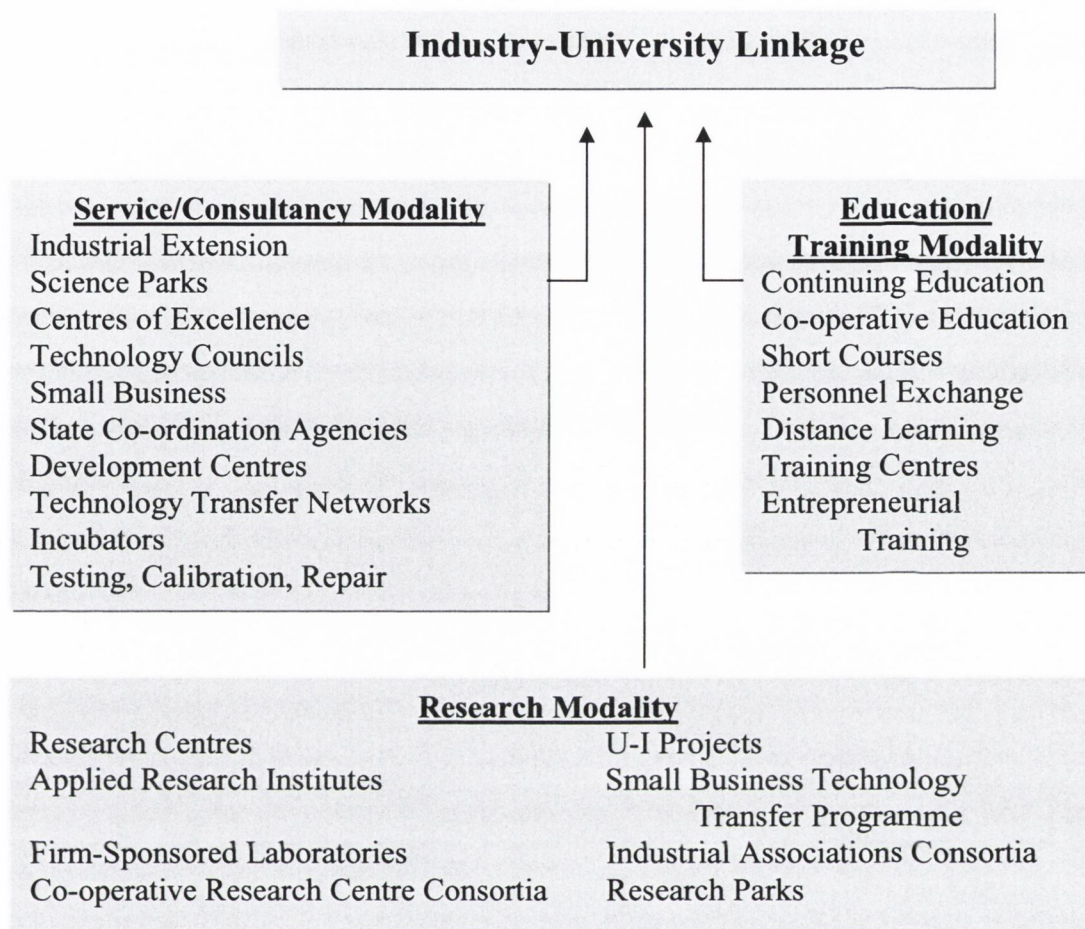 Industry-University Linkage
Service/Consultancy Modality
Industrial Extension
Science Parks
Centres of Excellence
Technology Councils
Small Business
State Co-ordination Agencies
Development Centres
Technology Transfer Networks
Incubators
Testing, Calibration, Repair
Education/
Training Modality
Continuing Education
Co-operative Education
Short Courses
Personnel Exchange
Distance Learning
Training Centres
Entrepreneurial
Training
Research Modality
Research Centres
Applied Research Institutes
Firm-Sponsored Laboratories
Co-operative Research Centre Consortia
U-I Projects
Small Business Technology
Transfer Programme
Industrial Associations Consortia
Research Parks